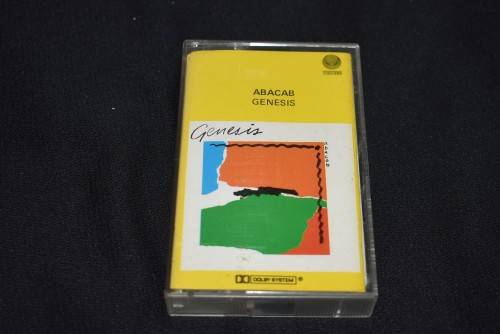 ABACAB
GENESIS
Genesis
ABACAB
DOLBY SYSTEM ®